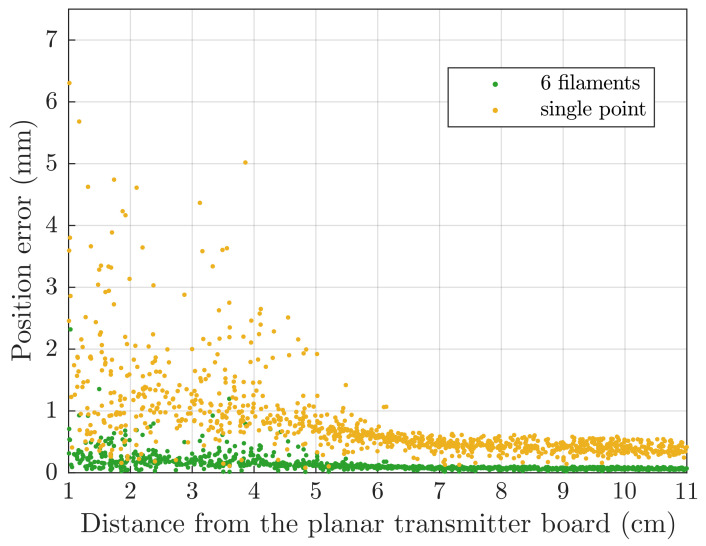 7
6
5
4
3
2
1
0
Position error (mm)
6 filaments
single point
1 2 3 4 5 6 7 8 9 10 11
Distance from the planar transmitter board (cm)